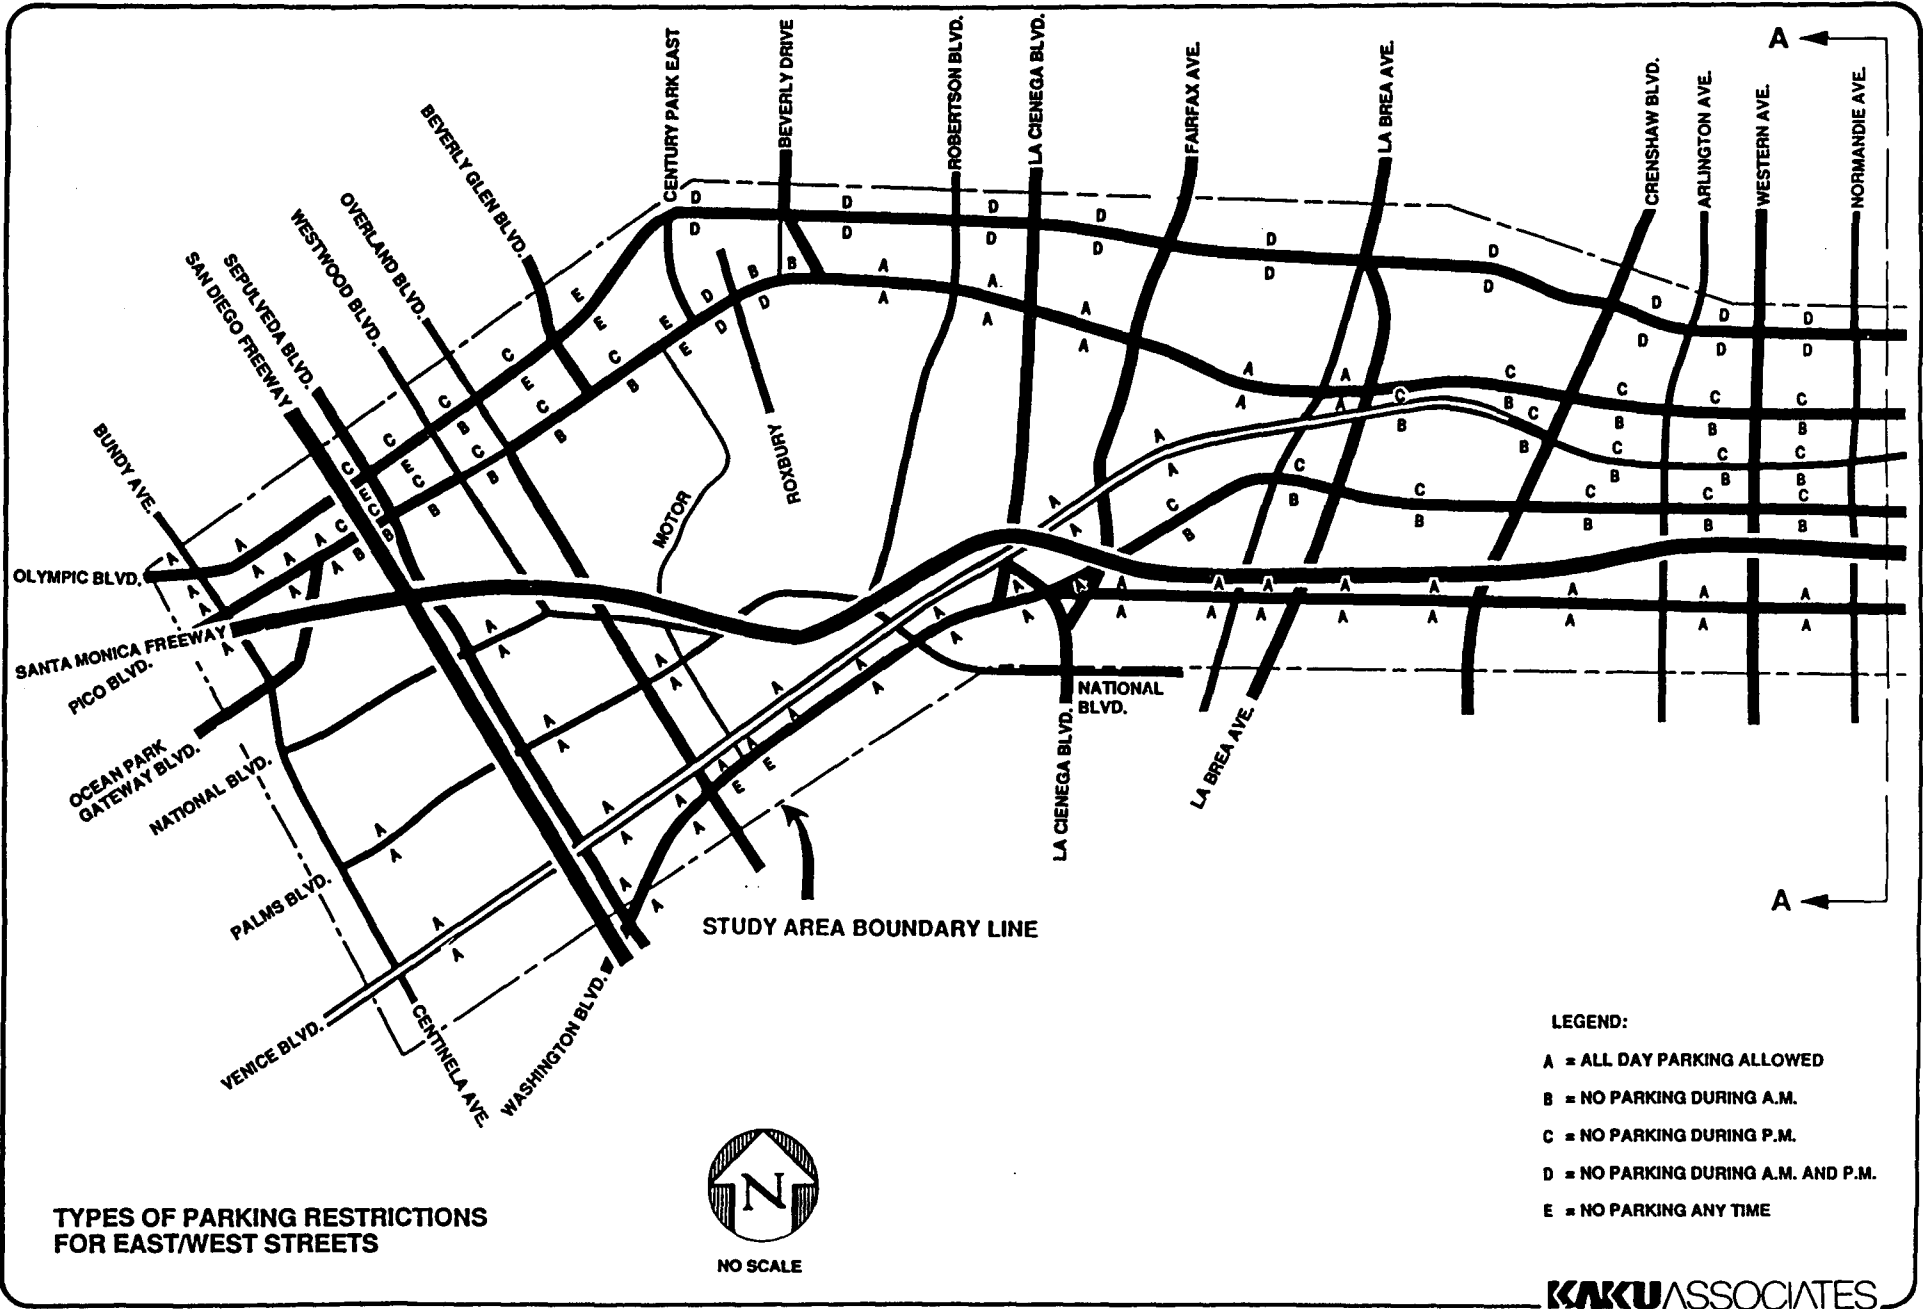 CENTURY PARK EAST
BEVERLY DRIVE
ROBERTSON BLVD.
LA CIENEGA BLVD.
FAIRFAX AVE.
LA BREA AVE.
CRENSHAW BLVD.
ARLINGTON AVE.
WESTERN AVE.
NORMANDIE AVE.
A
BEVERLY GLEN BLVD.
OVERLAND BLVD.
WESTWOOD BLVD.
SEPULVEDA BLVD.
SAN DIEGO FREEWAY
BUNDY AVE.
ROXBURY
MOTOR
OLYMPIC BLVD.
SANTA MONICA FREEWAY
PICO BLVD.
OCEAN PARK
GATEWAY BLVD.
NATIONAL BLVD.
PALMS BLVD.
VENICE BLVD.
CENTINELA AVE.
WASHINGTON BLVD.
NATIONAL
BLVD.
LA CIENEGA BLVD.
LA BREA AVE.
A
STUDY AREA BOUNDARY LINE
LEGEND:
A = ALL DAY PARKING ALLOWED
B = NO PARKING DURING A.M.
C = NO PARKING DURING P.M.
D = NO PARKING DURING A.M. AND P.M.
E = NO PARKING ANY TIME
TYPES OF PARKING RESTRICTIONS
FOR EAST/WEST STREETS
N
NO SCALE
KAKU ASSOCIATES